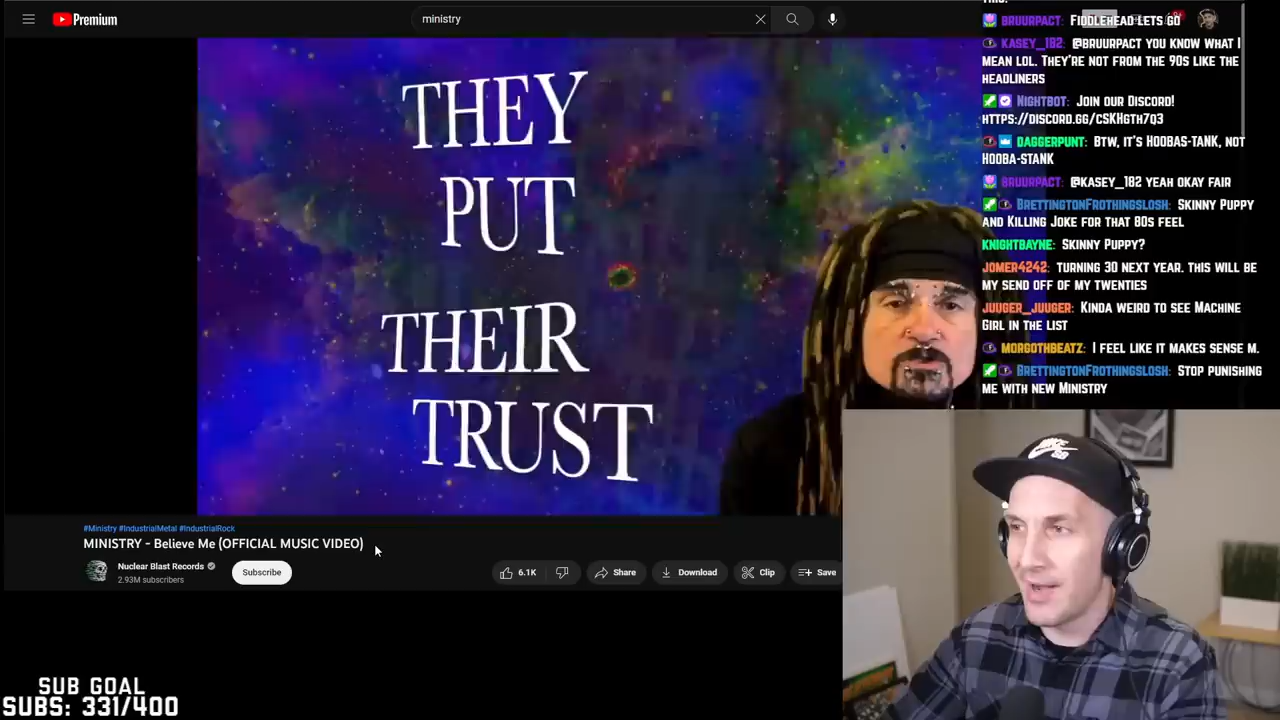 Premium
ministry
THEY
PUT
THEIR
TRUST
#Ministry #IndustrialMetal #IndustrialRock
MINISTRY - Believe Me (OFFICIAL MUSIC VIDEO)
Nuclear Blast Records
2.93M subscribers
Subscribe
6.1K
Share
Download
Clip
Save
BRUURPACT: FIDDLEHEAD LETS GO
KASEY_182: @BRUURPACT YOU KNOW WHAT I
MEAN LOL. THEY'RE NOT FROM THE 90S LIKE THE
HEADLINERS
NIGHTBOT: JOIN OUR DISCORD!
HTTPS://DISCORD.GG/CSKHGTH7Q3
DAGGERPUNT: BTW, IT'S HOOBAS-TANK, NOT
HOOBA-STANK
BRUURPACT: @KASEY_182 YEAH OKAY FAIR
BRETTINGTONFROTHINGSLOSH: SKINNY PUPPY
AND KILLING JOKE FOR THAT 80S FEEL
KNIGHTBAYNE: SKINNY PUPPY?
JOMER4242: TURNING 30 NEXT YEAR. THIS WILL BE
MY SEND OFF OF MY TWENTIES
JUUGER_JUUGER: KINDA WEIRD TO SEE MACHINE
GIRL IN THE LIST
MORGOTHBEATZ: I FEEL LIKE IT MAKES SENSE M.
BRETTINGTONFROTHINGSLOSH: STOP PUNISHING
ME WITH NEW MINISTRY
NIKE
SB
SUB GOAL
SUBS: 331/400